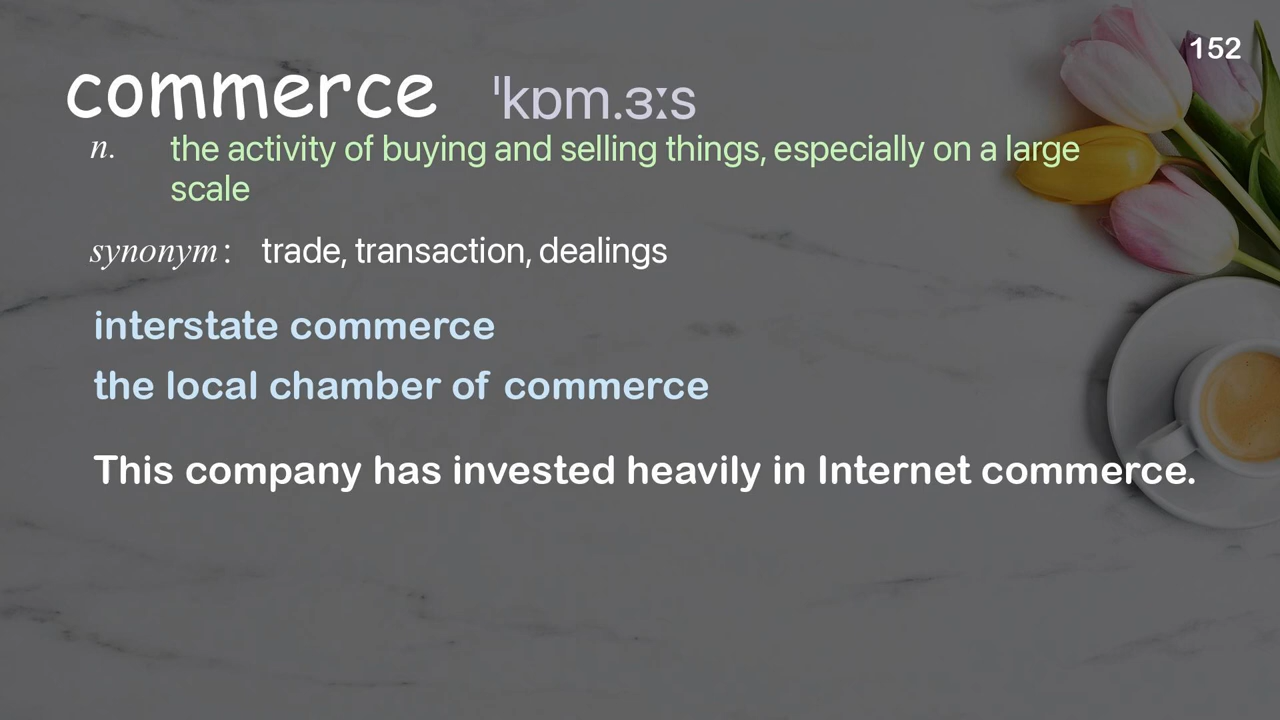 152
commerce ˈkɒm.ɜːs
n. the activity of buying and selling things, especially on a large
scale
synonym: trade, transaction, dealings
interstate commerce
the local chamber of commerce
This company has invested heavily in Internet commerce.